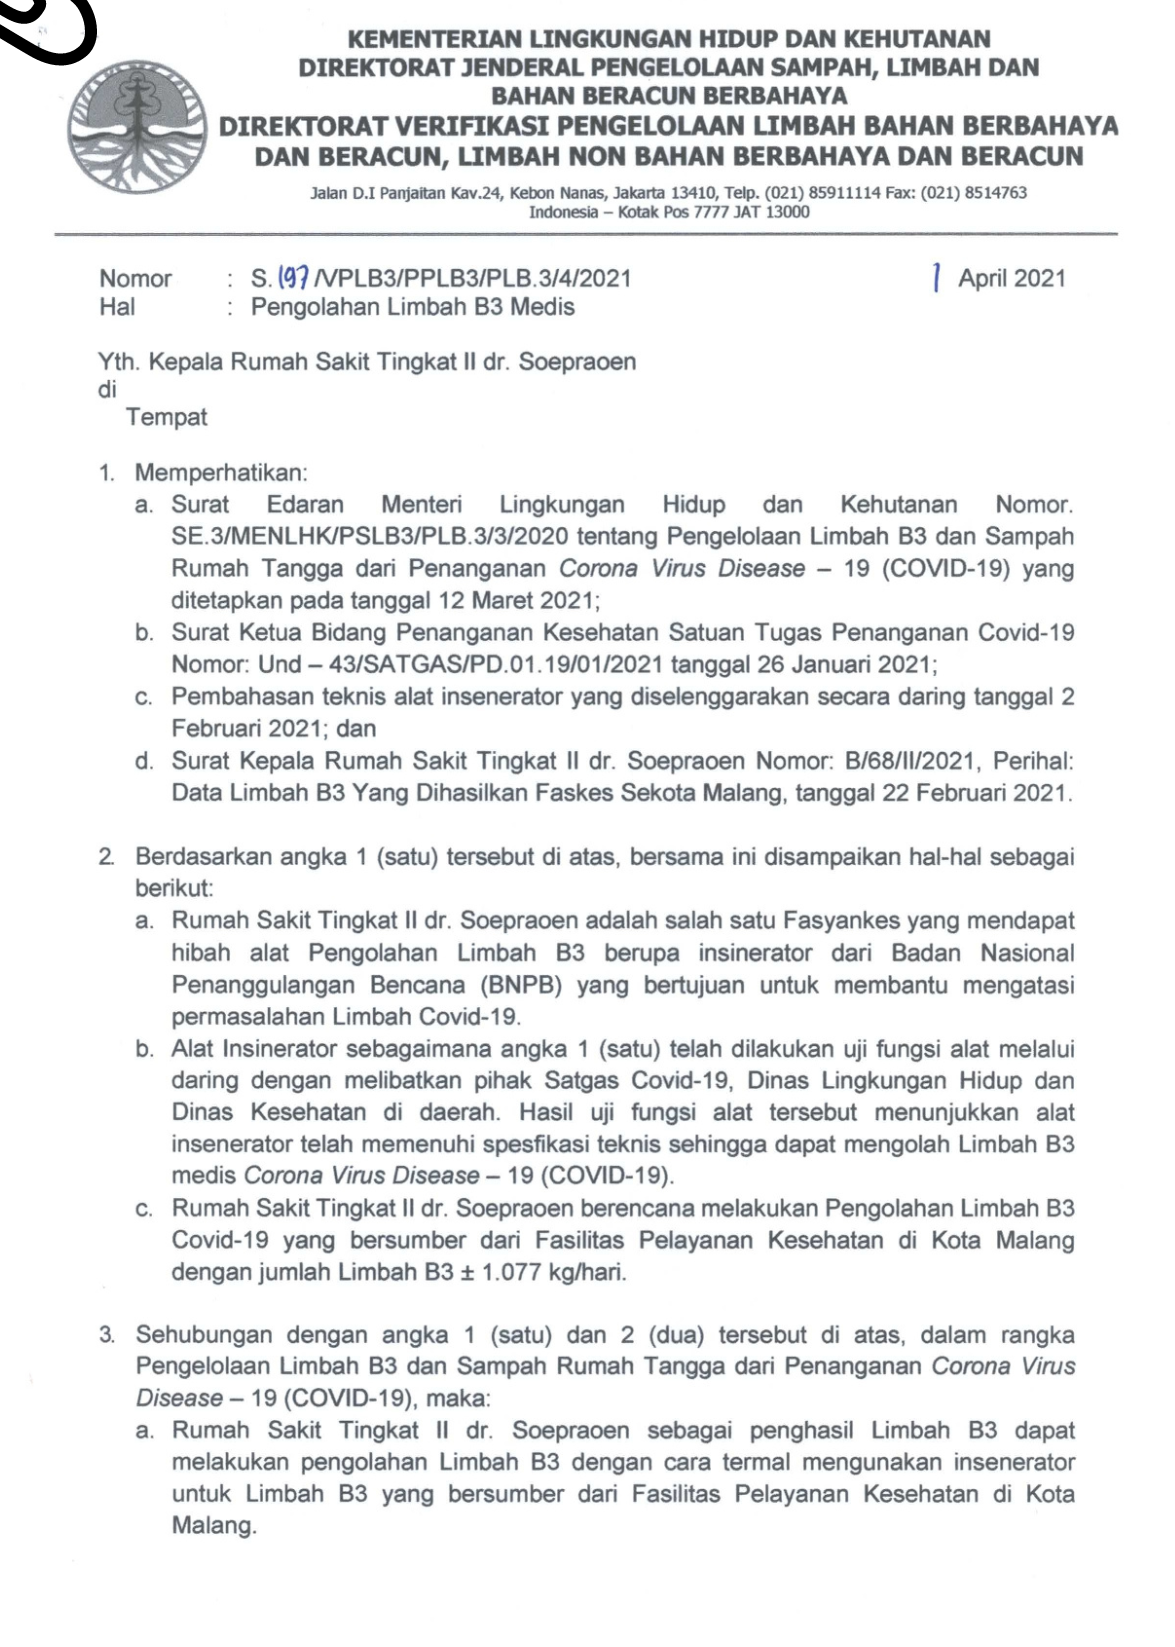 KEMENTERIAN LINGKUNGAN HIDUP DAN KEHUTANAN
DIREKTORAT JENDERAL PENGELOLAAN SAMPAH, LIMBAH DAN
BAHAN BERACUN BERBAHAYA
DIREKTORAT VERIFIKASI PENGELOLAAN LIMBAH BAHAN BERBAHAYA
DAN BERACUN, LIMBAH NON BAHAN BERBAHAYA DAN BERACUN
Jalan D.I Panjaitan Kav.24, Kebon Nanas, Jakarta 13410, Telp. (021) 85911114 Fax: (021) 8514763
Indonesia – Kotak Pos 7777 JAT 13000
Nomor : S.197/VPLB3/PPLB3/PLB.3/4/2021 1 April 2021
Hal : Pengolahan Limbah B3 Medis
Yth. Kepala Rumah Sakit Tingkat II dr. Soepraoen
di
Tempat
1. Memperhatikan:
a. Surat Edaran Menteri Lingkungan Hidup dan Kehutanan Nomor.
SE.3/MENLHK/PSLB3/PLB.3/3/2020 tentang Pengelolaan Limbah B3 dan Sampah
Rumah Tangga dari Penanganan Corona Virus Disease – 19 (COVID-19) yang
ditetapkan pada tanggal 12 Maret 2021;
b. Surat Ketua Bidang Penanganan Kesehatan Satuan Tugas Penanganan Covid-19
Nomor: Und – 43/SATGAS/PD.01.19/01/2021 tanggal 26 Januari 2021;
c. Pembahasan teknis alat insenerator yang diselenggarakan secara daring tanggal 2
Februari 2021; dan
d. Surat Kepala Rumah Sakit Tingkat II dr. Soepraoen Nomor: B/68/II/2021, Perihal:
Data Limbah B3 Yang Dihasilkan Faskes Sekota Malang, tanggal 22 Februari 2021.
2. Berdasarkan angka 1 (satu) tersebut di atas, bersama ini disampaikan hal-hal sebagai
berikut:
a. Rumah Sakit Tingkat II dr. Soepraoen adalah salah satu Fasyankes yang mendapat
hibah alat Pengolahan Limbah B3 berupa insinerator dari Badan Nasional
Penanggulangan Bencana (BNPB) yang bertujuan untuk membantu mengatasi
permasalahan Limbah Covid-19.
b. Alat Insinerator sebagaimana angka 1 (satu) telah dilakukan uji fungsi alat melalui
daring dengan melibatkan pihak Satgas Covid-19, Dinas Lingkungan Hidup dan
Dinas Kesehatan di daerah. Hasil uji fungsi alat tersebut menunjukkan alat
insenerator telah memenuhi spesfikasi teknis sehingga dapat mengolah Limbah B3
medis Corona Virus Disease – 19 (COVID-19).
c. Rumah Sakit Tingkat II dr. Soepraoen berencana melakukan Pengolahan Limbah B3
Covid-19 yang bersumber dari Fasilitas Pelayanan Kesehatan di Kota Malang
dengan jumlah Limbah B3 ± 1.077 kg/hari.
3. Sehubungan dengan angka 1 (satu) dan 2 (dua) tersebut di atas, dalam rangka
Pengelolaan Limbah B3 dan Sampah Rumah Tangga dari Penanganan Corona Virus
Disease – 19 (COVID-19), maka:
a. Rumah Sakit Tingkat II dr. Soepraoen sebagai penghasil Limbah B3 dapat
melakukan pengolahan Limbah B3 dengan cara termal mengunakan insenerator
untuk Limbah B3 yang bersumber dari Fasilitas Pelayanan Kesehatan di Kota
Malang.